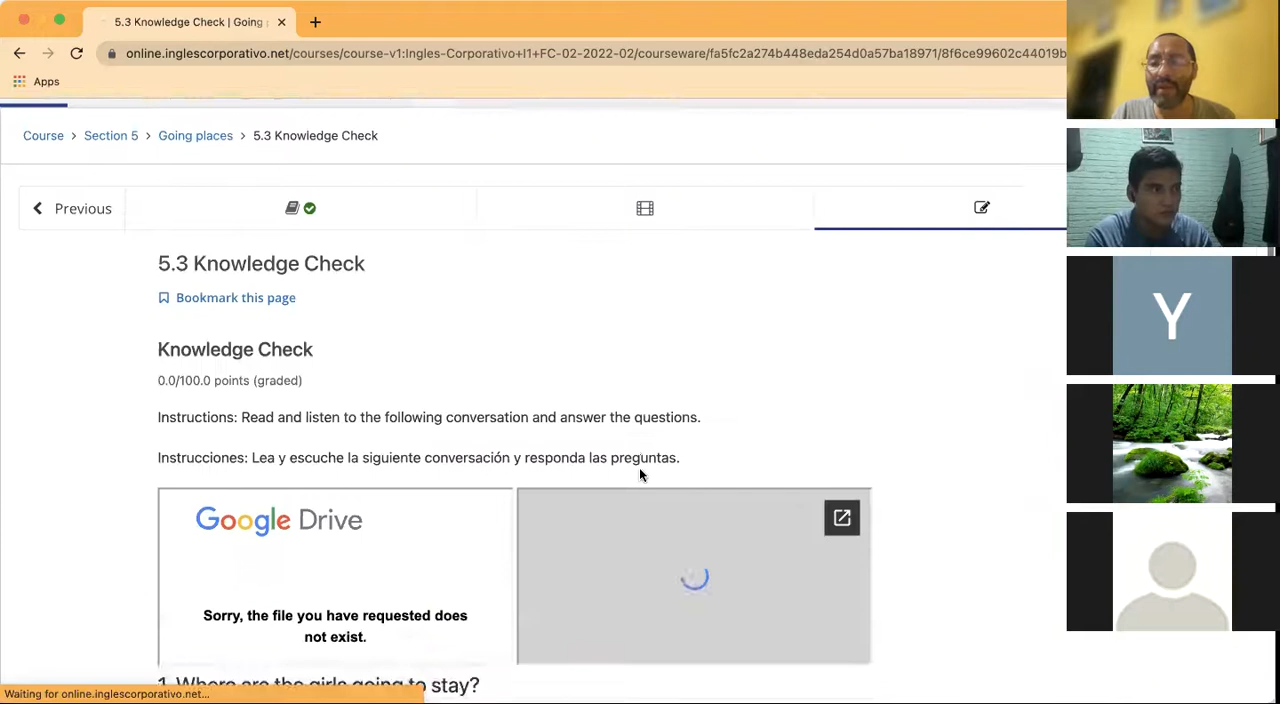 5.3 Knowledge Check | Going
online.inglescorporativo.net/courses/course-v1:Ingles-Corporativo+I1+FC-02-2022-02/courseware/fa5fc2a274b448eda254d0a57ba18971/8f6ce99602c44019b
Apps
Course > Section 5 > Going places > 5.3 Knowledge Check
Previous
5.3 Knowledge Check
Bookmark this page
Knowledge Check
0.0/100.0 points (graded)
Instructions: Read and listen to the following conversation and answer the questions.
Instrucciones: Lea y escuche la siguiente conversación y responda las preguntas.
Google Drive
Sorry, the file you have requested does
not exist.
1. Where are the girls going to stay?
Waiting for online.inglescorporativo.net...
Y